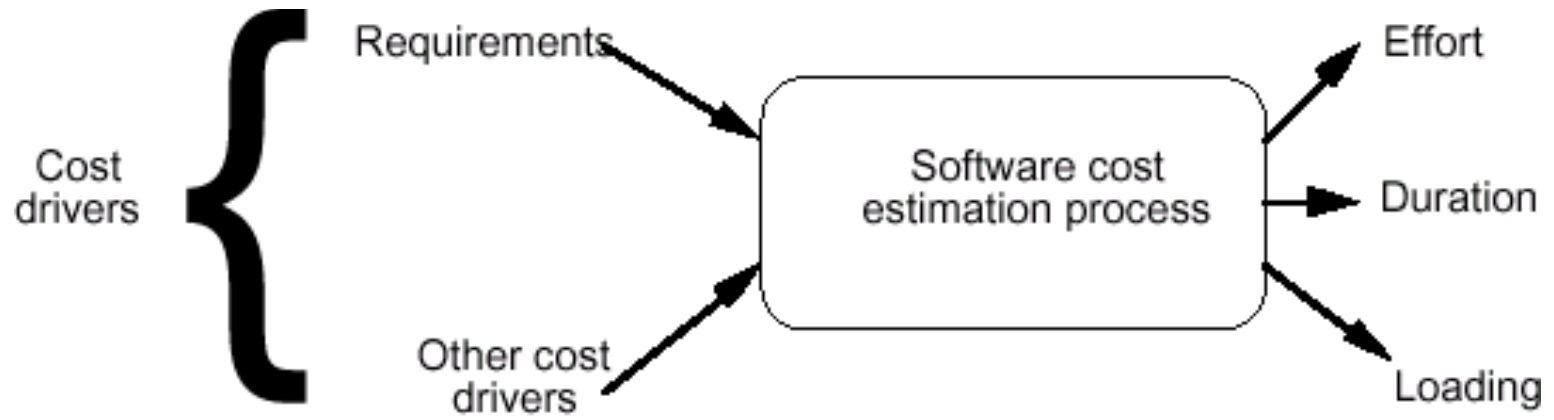 Cost
drivers
Requirements
Other cost
drivers
Software cost
estimation process
Effort
Duration
Loading